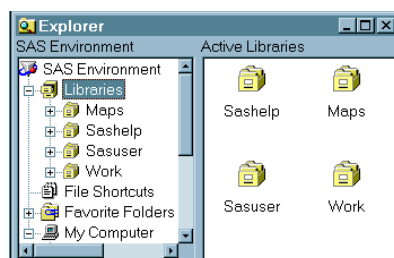 Explorer
SAS Environment
Active Libraries
SAS Environment
Libraries
Maps
Sashelp
Sasuser
Work
File Shortcuts
Favorite Folders
My Computer
Sashelp
Maps
Sasuser
Work